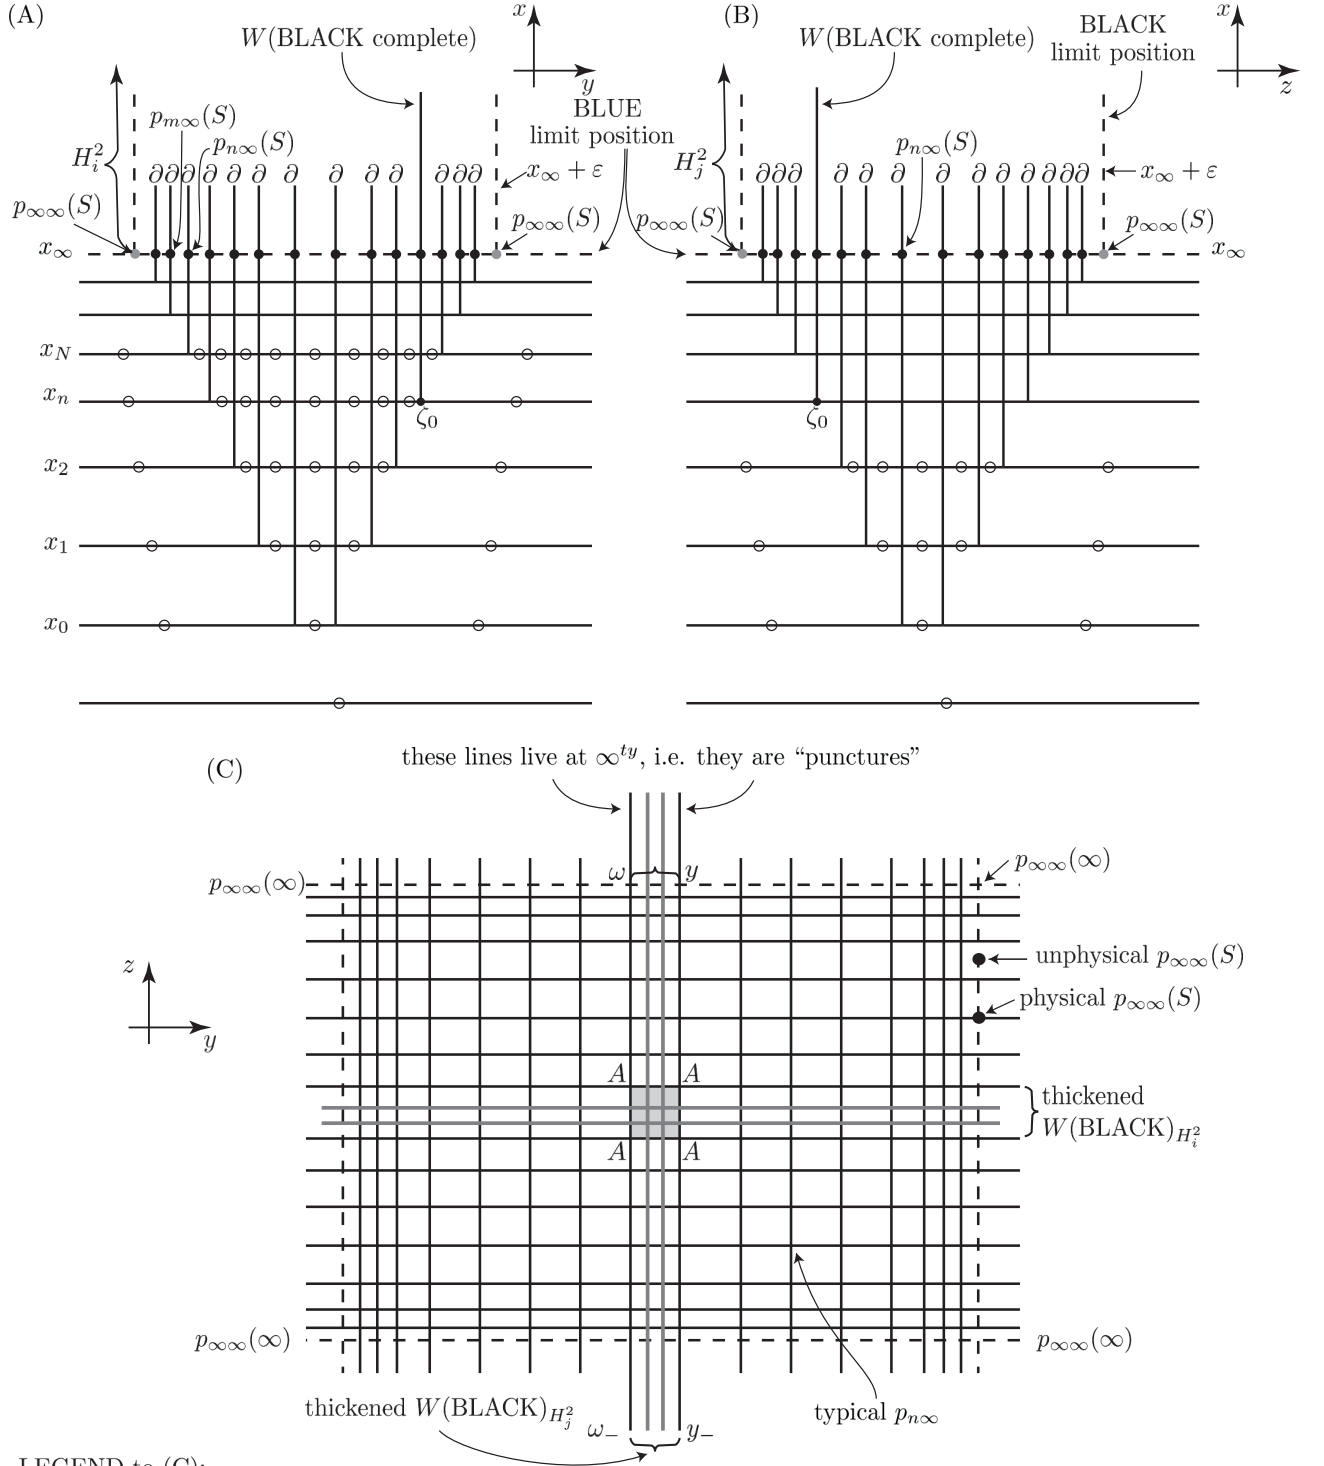 (A)
x
W(BLACK complete)
y
BLUE
limit position
p_{m∞}(S)
p_{n∞}(S)
H_i^2
∂ ∂ ∂ ∂ ∂ ∂ ∂ ∂ ∂ ∂ ∂ ∂ ∂
x_∞ + ε
p_{∞∞}(S)
p_{∞∞}(S)
x_∞
x_N
x_n
ζ_0
x_2
x_1
x_0
(B)
x
W(BLACK complete)
BLACK
limit position
z
p_{n∞}(S)
H_j^2
∂ ∂ ∂ ∂ ∂ ∂ ∂ ∂ ∂ ∂ ∂ ∂
x_∞ + ε
p_{∞∞}(S)
p_{∞∞}(S)
x_∞
ζ_0
(C)
these lines live at ∞^{ty}, i.e. they are “punctures”
ω y
p_{∞∞}(∞)
p_{∞∞}(∞)
z
y
unphysical p_{∞∞}(S)
physical p_{∞∞}(S)
A A
thickened
W(BLACK)_{H_i^2}
A A
p_{∞∞}(∞)
p_{∞∞}(∞)
thickened W(BLACK)_{H_j^2}
typical p_{n∞}
ω_− y_−
LEGEND to (C):